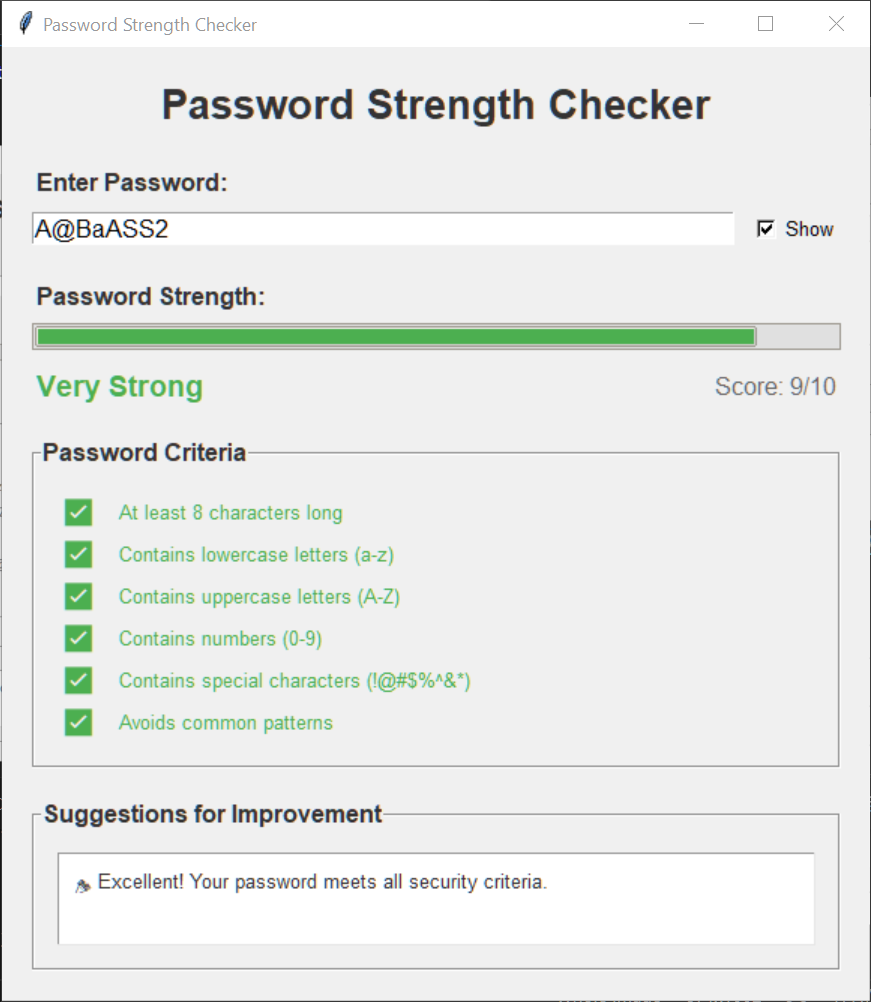 Password Strength Checker
Password Strength Checker
Enter Password:
A@BaASS2
Show
Password Strength:
Very Strong
Score: 9/10
Password Criteria
At least 8 characters long
Contains lowercase letters (a-z)
Contains uppercase letters (A-Z)
Contains numbers (0-9)
Contains special characters (!@#$%^&*)
Avoids common patterns
Suggestions for Improvement
Excellent! Your password meets all security criteria.